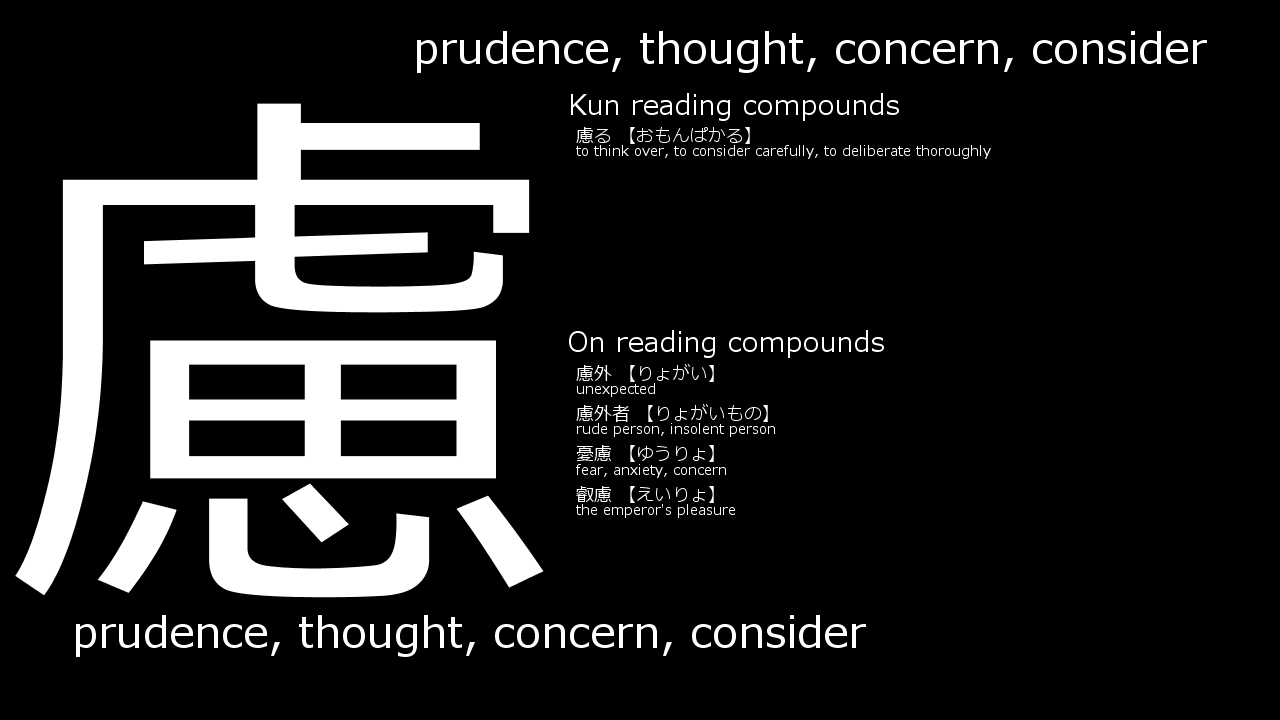 prudence, thought, concern, consider
慮
Kun reading compounds
慮る 【おもんぱかる】
to think over, to consider carefully, to deliberate thoroughly
On reading compounds
慮外 【りょがい】
unexpected
慮外者 【りょがいもの】
rude person, insolent person
憂慮 【ゆうりょ】
fear, anxiety, concern
叡慮 【えいりょ】
the emperor's pleasure
prudence, thought, concern, consider